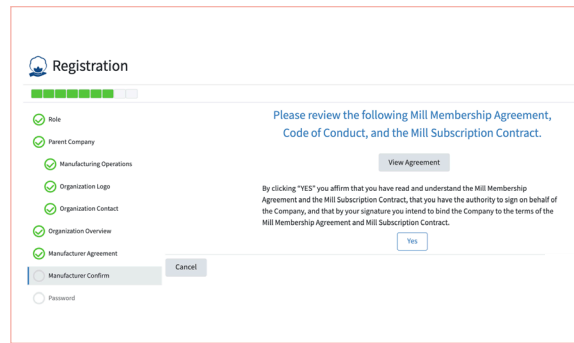 Registration
Role
Parent Company
Manufacturing Operations
Organization Logo
Organization Contact
Organization Overview
Manufacturer Agreement
Manufacturer Confirm
Password
Please review the following Mill Membership Agreement,
Code of Conduct, and the Mill Subscription Contract.
View Agreement
By clicking "YES" you affirm that you have read and understand the Mill Membership
Agreement and the Mill Subscription Contract, that you have the authority to sign on behalf of
the Company, and that by your signature you intend to bind the Company to the terms of the
Mill Membership Agreement and Mill Subscription Contract.
Yes
Cancel